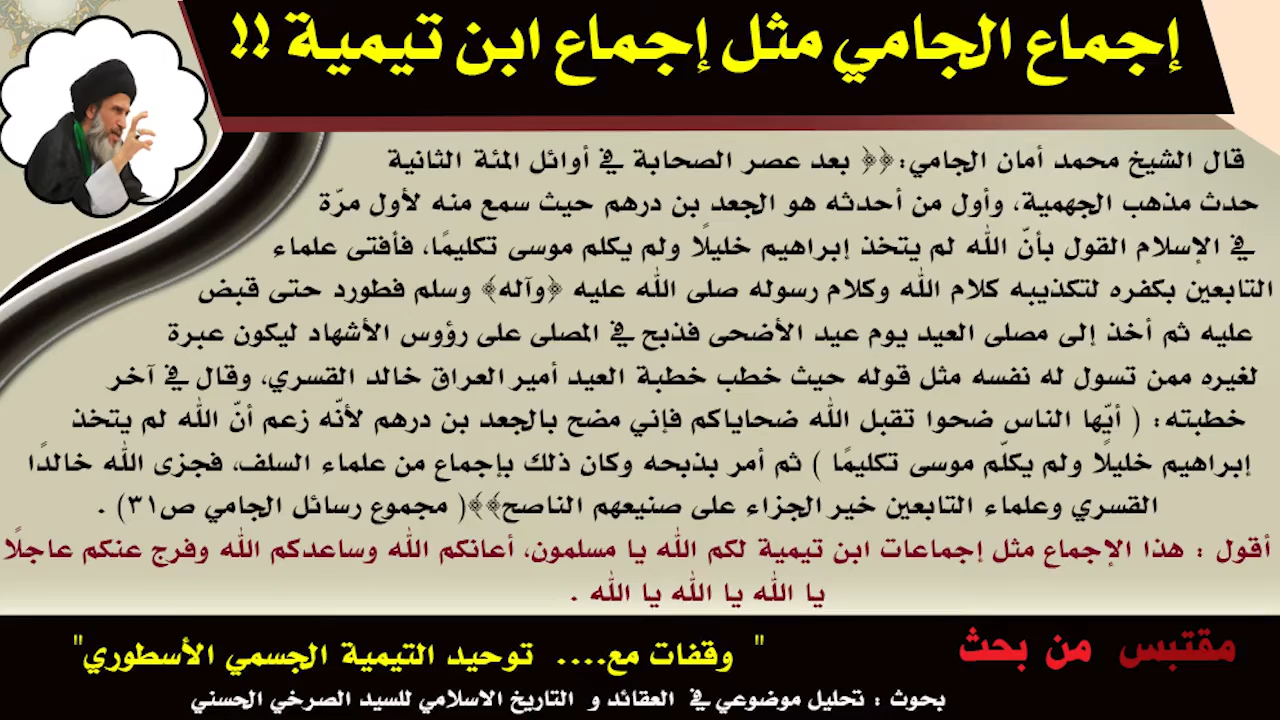 إجماع الجامي مثل إجماع ابن تيمية !!
قال الشيخ محمد أمان الجامي:﴿﴿ بعد عصر الصحابة في أوائل المئة الثانية
حدث مذهب الجهمية، وأول من أحدثه هو الجعد بن درهم حيث سمع منه لأول مرّة
في الإسلام القول بأنّ الله لم يتخذ إبراهيم خليلًا ولم يكلم موسى تكليمًا، فأفتى علماء
التابعين بكفره لتكذيبه كلام الله وكلام رسوله صلى الله عليه ﴿وآله﴾ وسلم فطورد حتى قبض
عليه ثم أخذ إلى مصلى العيد يوم عيد الأضحى فذبح في المصلى على رؤوس الأشهاد ليكون عبرة
لغيره ممن تسول له نفسه مثل قوله حيث خطب خطبة العيد أمير العراق خالد القسري، وقال في آخر
خطبته: ( أيّها الناس ضحوا تقبل الله ضحاياكم فإني مضح بالجعد بن درهم لأنّه زعم أنّ الله لم يتخذ
إبراهيم خليلًا ولم يكلّم موسى تكليمًا ) ثم أمر بذبحه وكان ذلك بإجماع من علماء السلف، فجزى الله خالدًا
القسري وعلماء التابعين خير الجزاء على صنيعهم الناصح﴾﴾( مجموع رسائل الجامي ص٣١) .
أقول : هذا الإجماع مثل إجماعات ابن تيمية لكم الله يا مسلمون، أعانكم الله وساعدكم الله وفرج عنكم عاجلًا
يا الله يا الله يا الله .
مقتبس من بحث " وقفات مع.... توحيد التيمية الجسمي الأسطوري"
بحوث : تحليل موضوعي في العقائد و التاريخ الاسلامي للسيد الصرخي الحسني